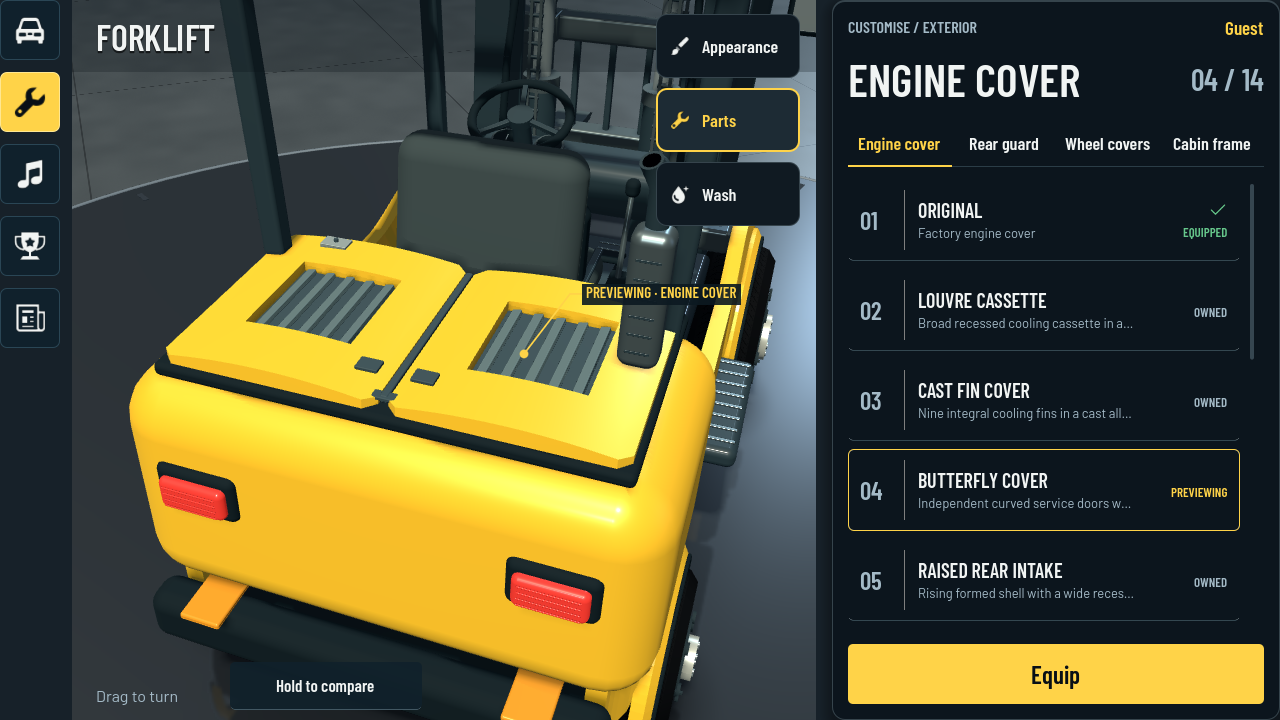 FORKLIFT
Appearance
Parts
Wash
PREVIEWING · ENGINE COVER
Drag to turn
Hold to compare
CUSTOMISE / EXTERIOR
Guest
ENGINE COVER
04 / 14
Engine cover
Rear guard
Wheel covers
Cabin frame
01
ORIGINAL
Factory engine cover
EQUIPPED
02
LOUVRE CASSETTE
Broad recessed cooling cassette in a...
OWNED
03
CAST FIN COVER
Nine integral cooling fins in a cast all...
OWNED
04
BUTTERFLY COVER
Independent curved service doors w...
PREVIEWING
05
RAISED REAR INTAKE
Rising formed shell with a wide reces...
OWNED
Equip